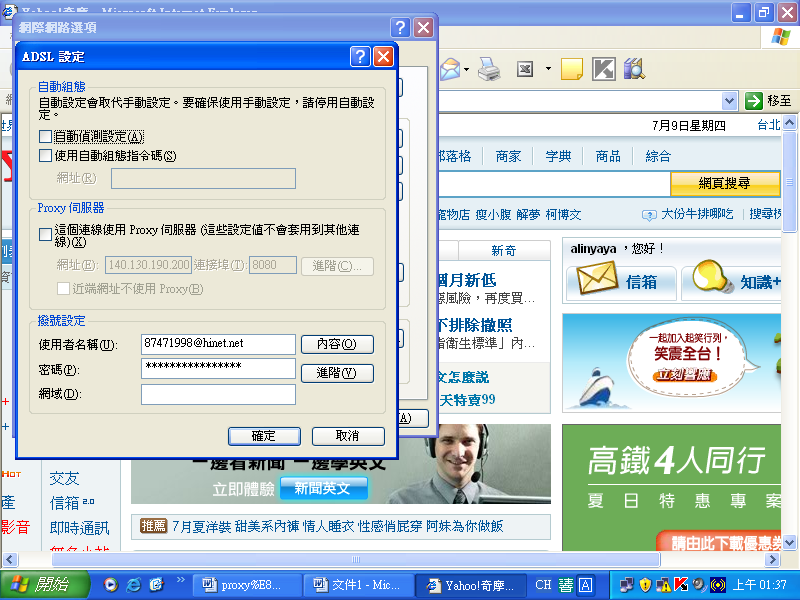 Yahoo!奇摩 - Microsoft Internet Explorer
網際網路選項
ADSL 設定
自動組態
自動設定會取代手動設定。要確保使用手動設定，請停用自動設
定。
自動偵測設定(A)
使用自動組態指令碼(S)
網址(R)
Proxy 伺服器
這個連線使用 Proxy 伺服器 (這些設定值不會套用到其他連
線)(X)
網址(E): 140.130.190.200 連接埠(T): 8080 進階(C)...
近端網址不使用 Proxy(B)
撥號設定
使用者名稱(U): 87471998@hinet.net 內容(O)
密碼(P): **************** 進階(V)
網域(D):
確定 取消
移至
7月9日星期四 台北
部落格 商家 字典 商品 綜合
網頁搜尋
寵物店 瘦小腹 解夢 柯博文 大份牛排哪吃 搜尋榜
新奇
個月新低
風險，再度買...
不排除撤照
衛生標準」內...
文怎麼說
天特賣99
alinyaya ，您好！
信箱 知識+
一起加入起笑行列，
笑震全台！
立刻響應
(A)
一邊看新聞 一邊學英文
立即體驗 新聞英文
高鐵4人同行
夏日特惠專案
請由此下載優惠券
HOT
交友
信箱 2.0
即時通訊
影音
推薦 7月夏洋裝 甜美系內褲 情人睡衣 性感俏屁穿 阿妹為你做飯
開始 proxy%E8... 文件1 - Mic... Yahoo!奇摩... CH 上午 01:37